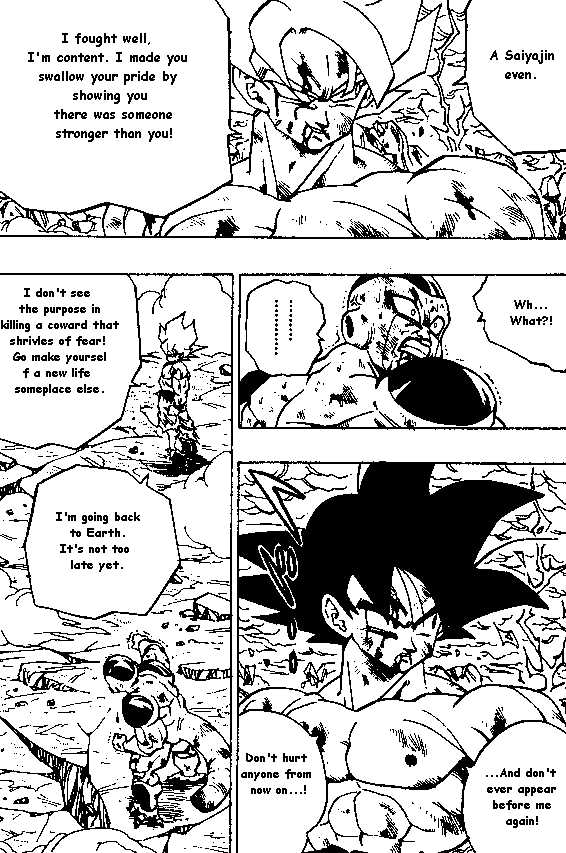 I fought well,
I'm content. I made you
swallow your pride by
showing you
there was someone
stronger than you!
A Saiyajin
even.
I don't see
the purpose in
killing a coward that
shrivles of fear!
Go make yoursel
f a new life
someplace else.
I'm going back
to Earth.
It's not too
late yet.
............
Wh...
What?!
Don't hurt
anyone from
now on...!
...And don't
ever appear
before me
again!